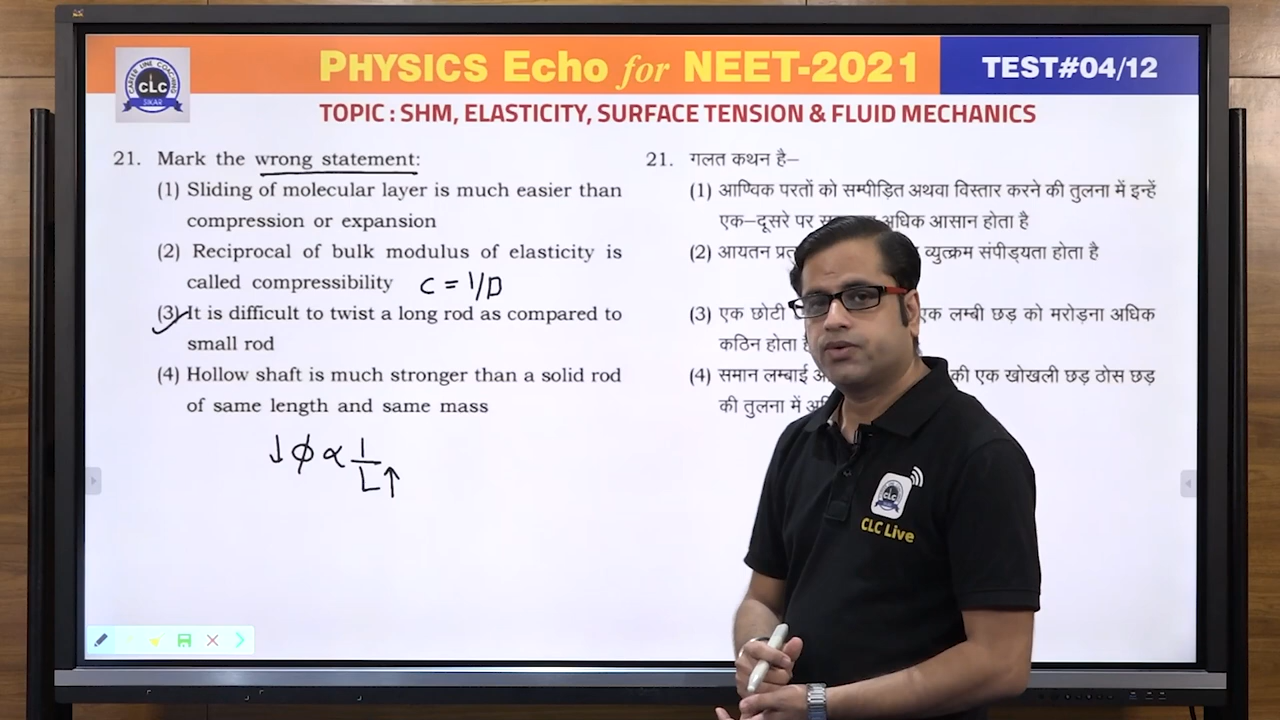 PHYSICS Echo for NEET-2021
TEST#04/12
CAREER LINE COACHING
CLC
SIKAR
TOPIC : SHM, ELASTICITY, SURFACE TENSION & FLUID MECHANICS
21. Mark the wrong statement:
(1) Sliding of molecular layer is much easier than
compression or expansion
(2) Reciprocal of bulk modulus of elasticity is
called compressibility C = 1/B
(3) It is difficult to twist a long rod as compared to
small rod
(4) Hollow shaft is much stronger than a solid rod
of same length and same mass
↓ϕ ∝ 1/L↑
21. गलत कथन है–
(1) आण्विक परतों को सम्पीड़ित अथवा विस्तार करने की तुलना में इन्हें
एक–दूसरे पर अधिक आसान होता है
(2) आयतन व्युत्क्रम संपीड्यता होता है
(3) एक छोटी एक लम्बी छड़ को मरोड़ना अधिक
कठिन होता
(4) समान लम्बाई की एक खोखली छड़ ठोस छड़
की तुलना में
CLC
CLC Live